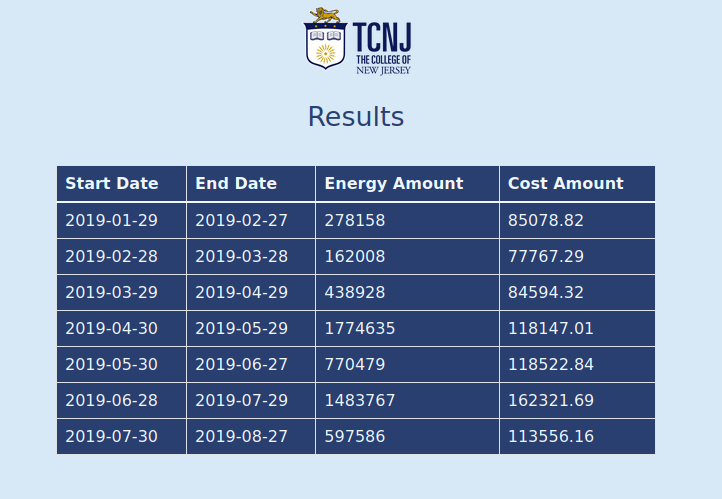 TCNJ
THE COLLEGE OF
NEW JERSEY
Results
Start Date End Date Energy Amount Cost Amount
2019-01-29 2019-02-27 278158 85078.82
2019-02-28 2019-03-28 162008 77767.29
2019-03-29 2019-04-29 438928 84594.32
2019-04-30 2019-05-29 1774635 118147.01
2019-05-30 2019-06-27 770479 118522.84
2019-06-28 2019-07-29 1483767 162321.69
2019-07-30 2019-08-27 597586 113556.16